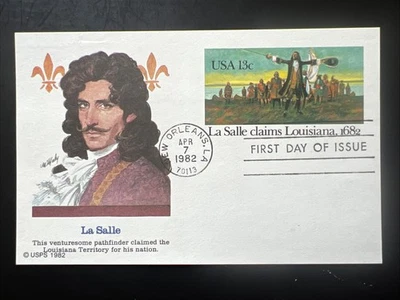 USA 13c
La Salle claims Louisiana, 1682
NEW ORLEANS, LA
APR
7
1982
70113
FIRST DAY OF ISSUE
La Salle
This venturesome pathfinder claimed the
Louisiana Territory for his nation.
© USPS 1982